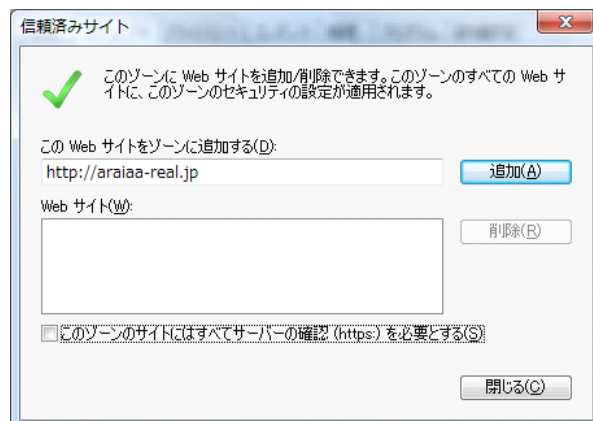 信頼済みサイト
このゾーンに Web サイトを追加/削除できます。このゾーンのすべての Web サ
イトに、このゾーンのセキュリティの設定が適用されます。
この Web サイトをゾーンに追加する(D):
http://araiaa-real.jp
追加(A)
Web サイト(W):
削除(R)
このゾーンのサイトにはすべてサーバーの確認 (https:) を必要とする(S)
閉じる(C)